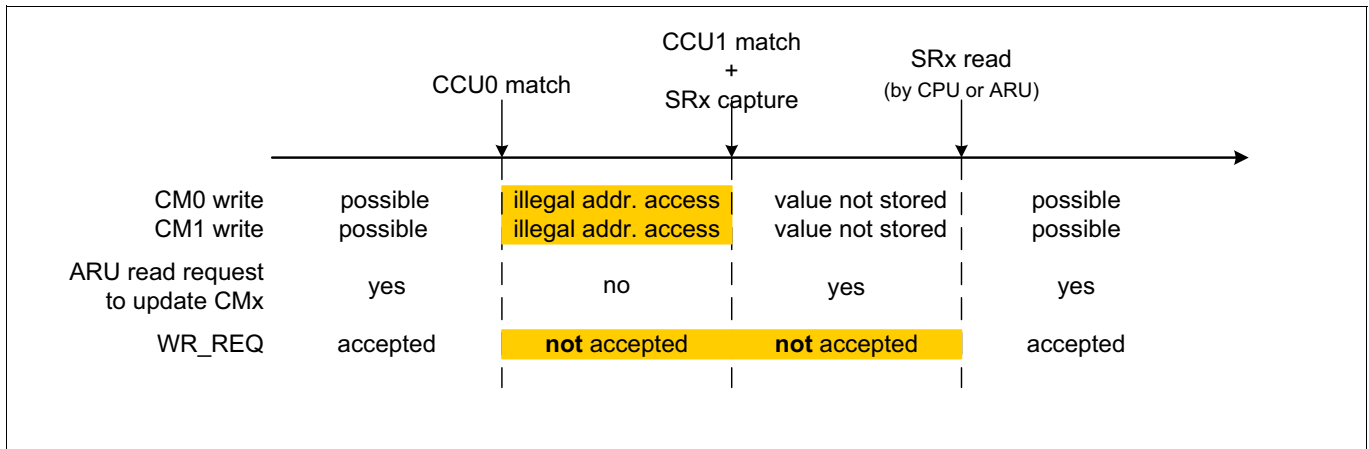 CCU0 match
CCU1 match
+
SRx capture
SRx read
(by CPU or ARU)
CM0 write possible illegal addr. access value not stored possible
CM1 write possible illegal addr. access value not stored possible
ARU read request
to update CMx yes no yes yes
WR_REQ accepted not accepted not accepted accepted